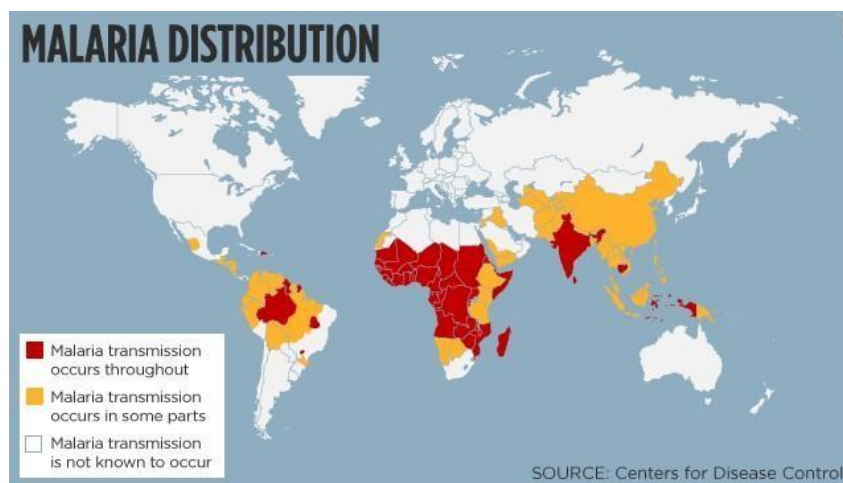 MALARIA DISTRIBUTION
Malaria transmission
occurs throughout
Malaria transmission
occurs in some parts
Malaria transmission
is not known to occur
SOURCE: Centers for Disease Control